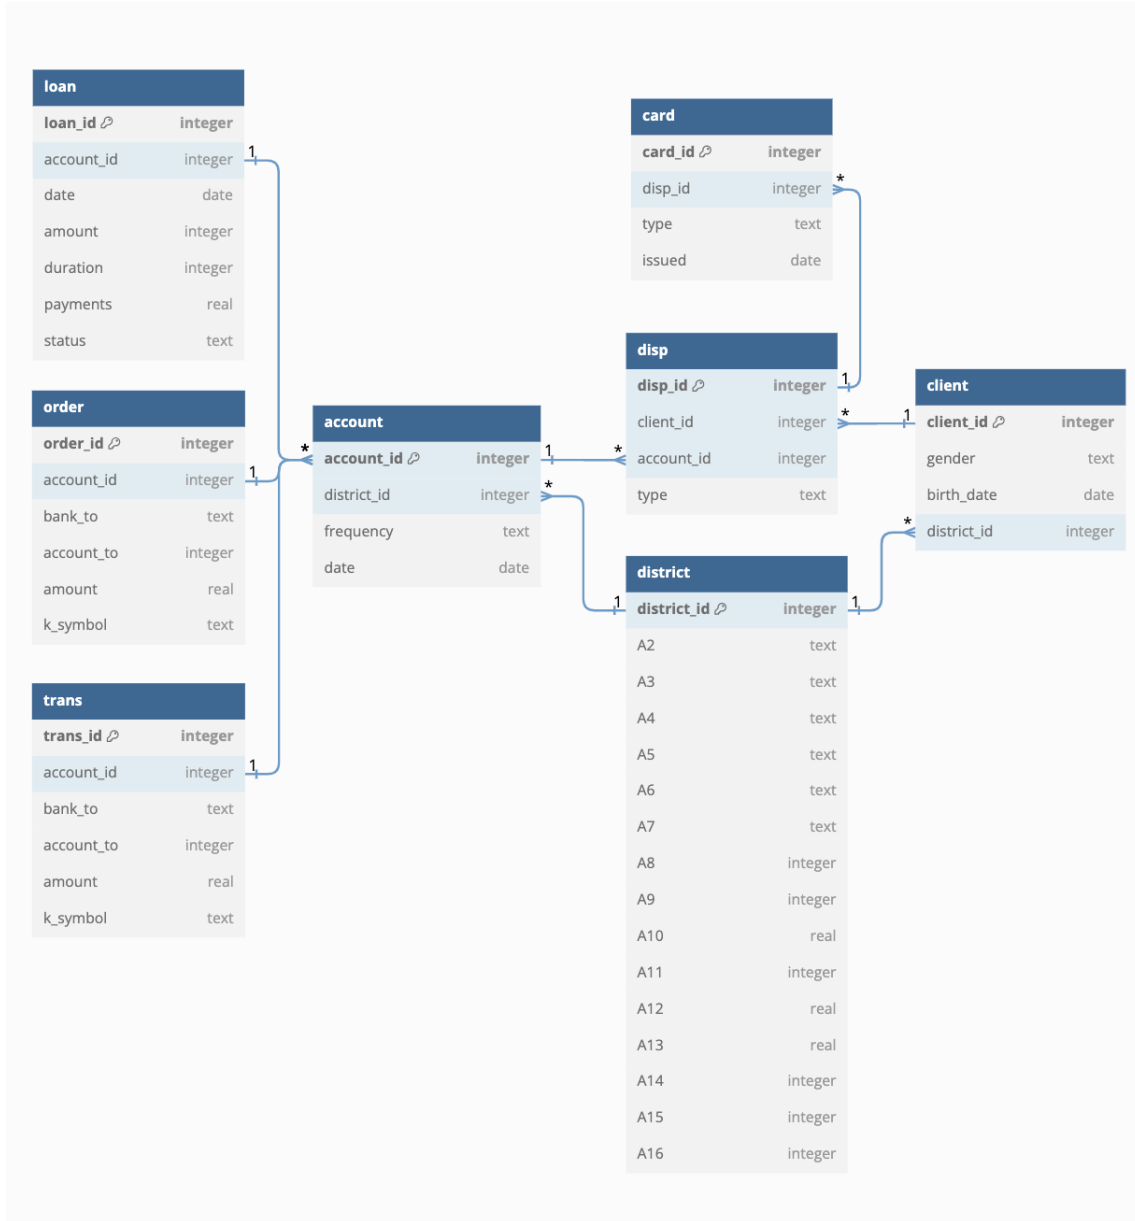 loan
loan_id integer
account_id integer
date date
amount integer
duration integer
payments real
status text
order
order_id integer
account_id integer
bank_to text
account_to integer
amount real
k_symbol text
trans
trans_id integer
account_id integer
bank_to text
account_to integer
amount real
k_symbol text
1
1
1
*
account
account_id integer
district_id integer
frequency text
date date
1
*
*
1
card
card_id integer
disp_id integer
type text
issued date
*
1
disp
disp_id integer
client_id integer
account_id integer
type text
*
1
district
district_id integer
A2 text
A3 text
A4 text
A5 text
A6 text
A7 text
A8 integer
A9 integer
A10 real
A11 integer
A12 real
A13 real
A14 integer
A15 integer
A16 integer
1
*
client
client_id integer
gender text
birth_date date
district_id integer